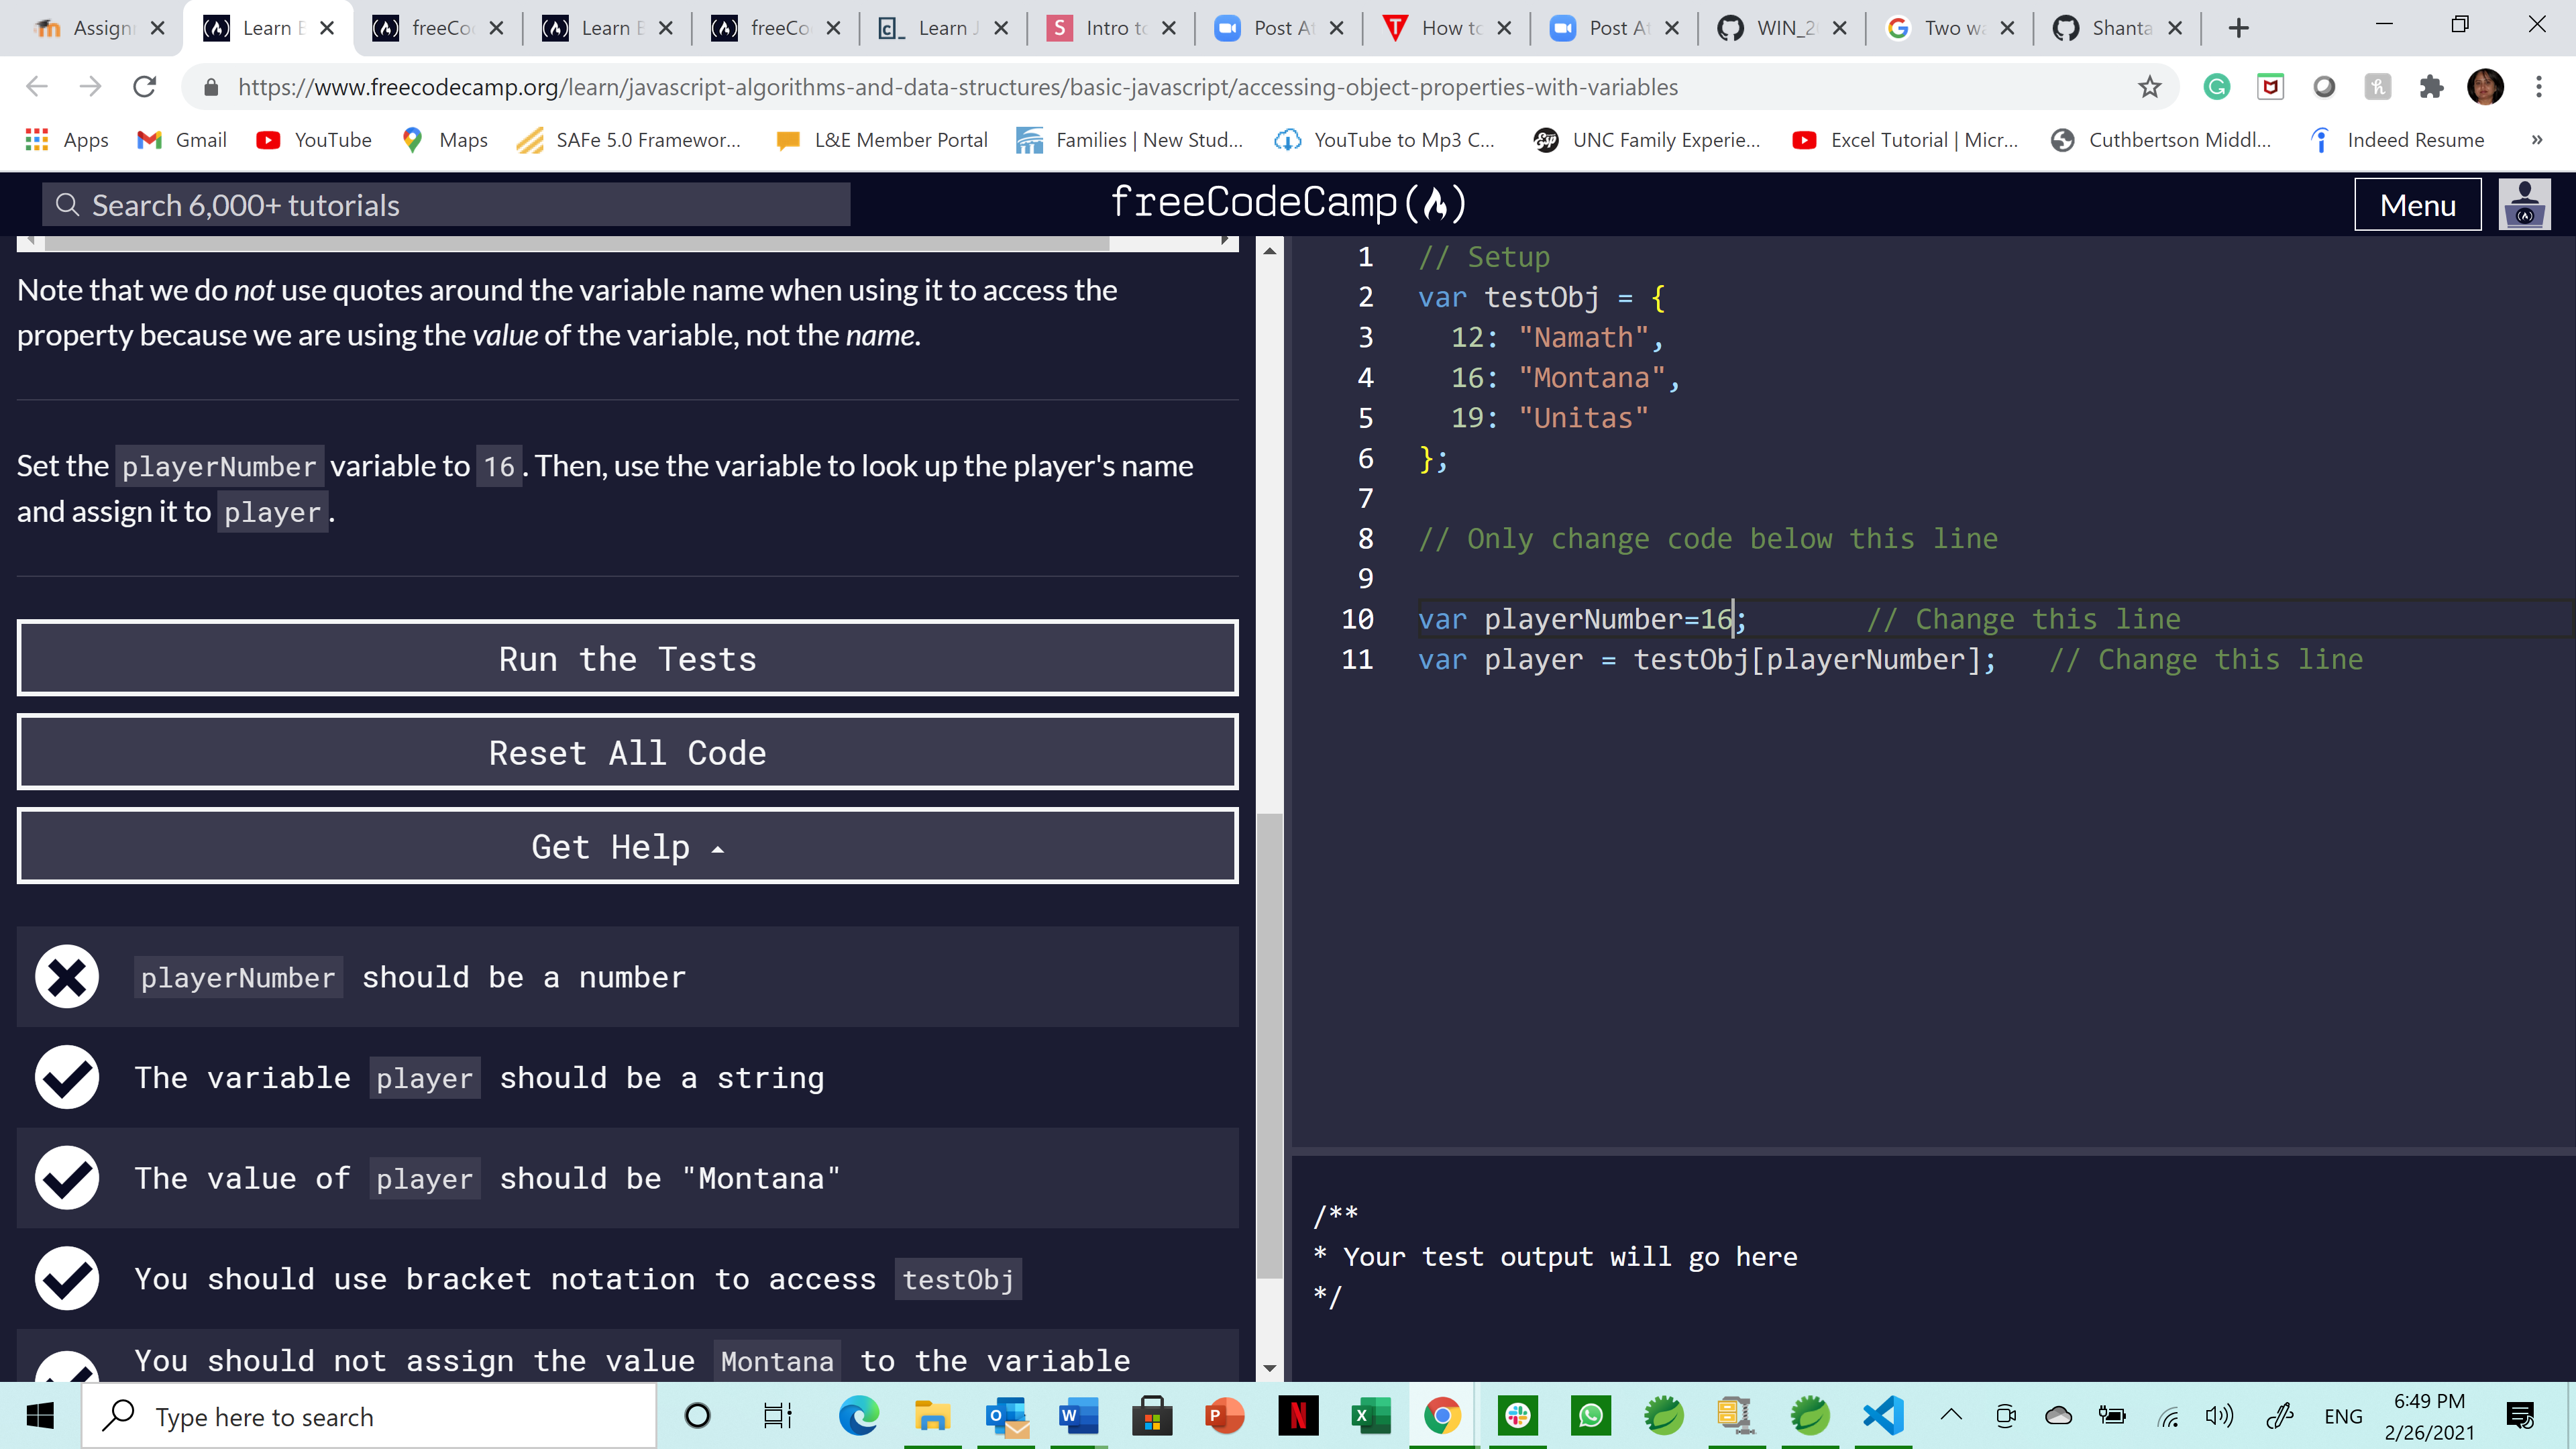 Assign
Learn B
freeCo
Learn B
freeCo
Learn J
Intro to
Post At
How to
Post At
WIN_2
Two wa
Shanta
https://www.freecodecamp.org/learn/javascript-algorithms-and-data-structures/basic-javascript/accessing-object-properties-with-variables
Apps Gmail YouTube Maps SAFe 5.0 Framewor... L&E Member Portal Families | New Stud... YouTube to Mp3 C... UNC Family Experie... Excel Tutorial | Micr... Cuthbertson Middl... Indeed Resume »
Search 6,000+ tutorials
freeCodeCamp
Menu
Note that we do not use quotes around the variable name when using it to access the
property because we are using the value of the variable, not the name.
Set the playerNumber variable to 16. Then, use the variable to look up the player's name
and assign it to player.
Run the Tests
Reset All Code
Get Help
playerNumber should be a number
The variable player should be a string
The value of player should be "Montana"
You should use bracket notation to access testObj
You should not assign the value Montana to the variable
1 // Setup
2 var testObj = {
3 12: "Namath",
4 16: "Montana",
5 19: "Unitas"
6 };
7
8 // Only change code below this line
9
10 var playerNumber=16; // Change this line
11 var player = testObj[playerNumber]; // Change this line
/**
* Your test output will go here
*/
Type here to search
ENG
6:49 PM
2/26/2021